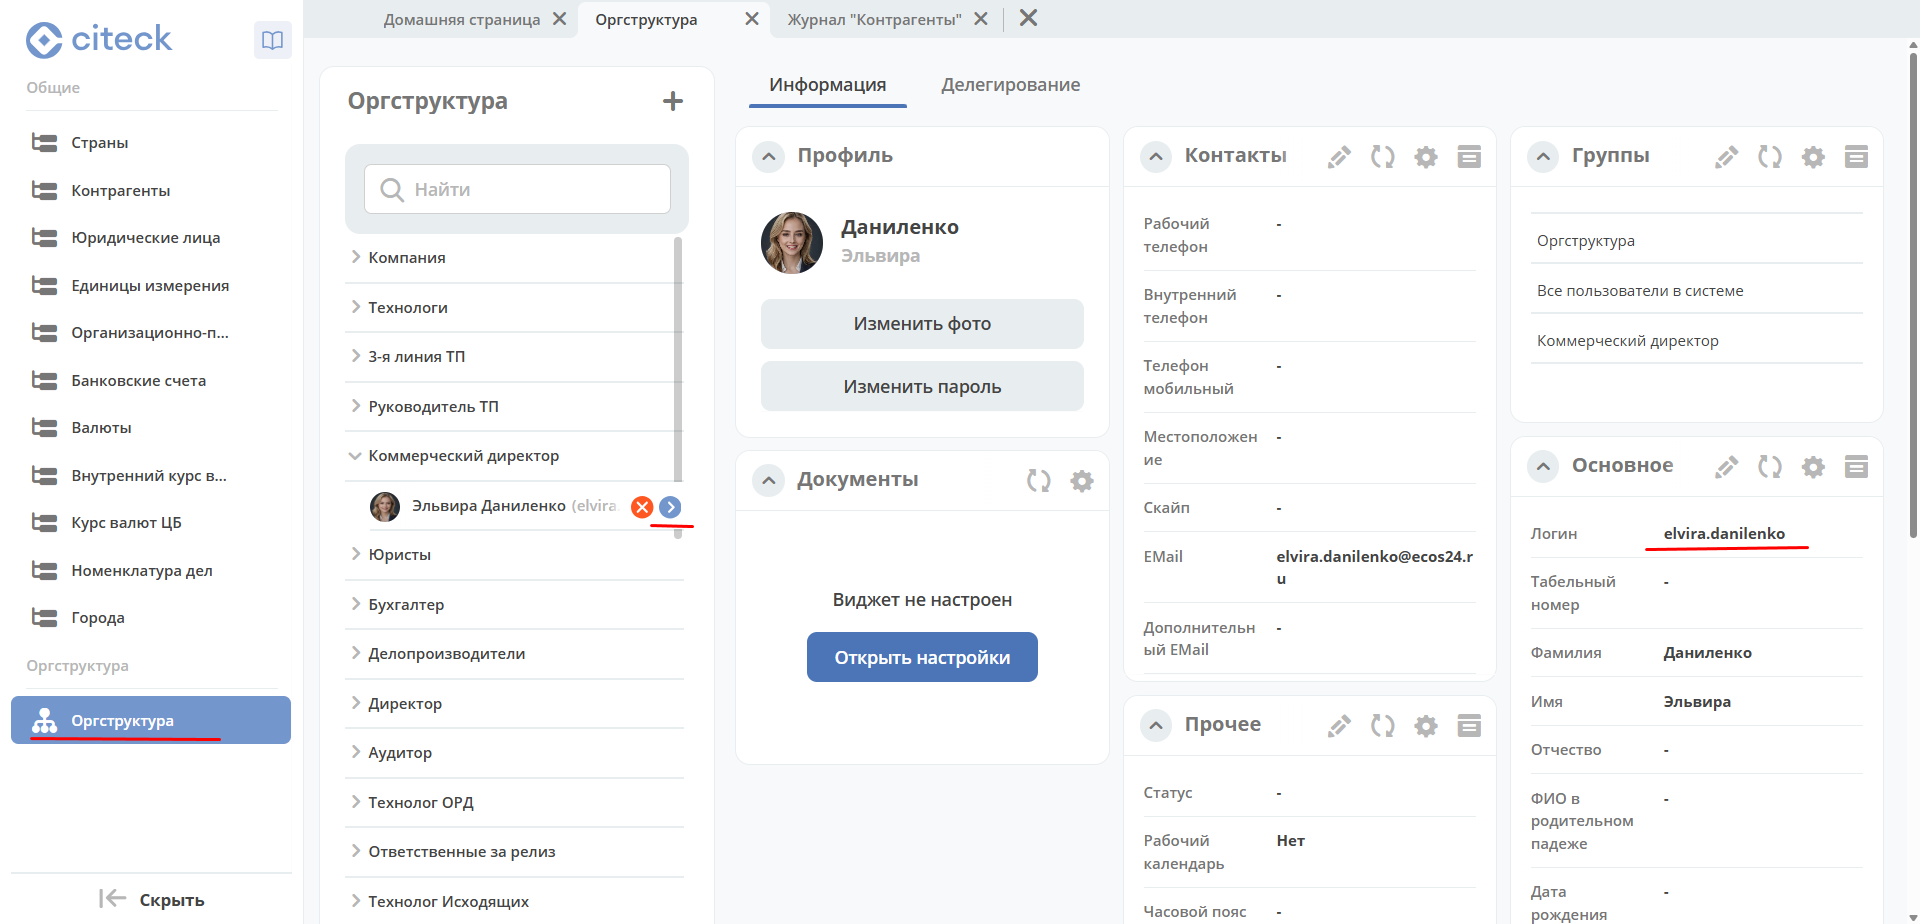 citeck
Общие
Страны
Контрагенты
Юридические лица
Единицы измерения
Организационно-п...
Банковские счета
Валюты
Внутренний курс в...
Курс валют ЦБ
Номенклатура дел
Города
Оргструктура
Оргструктура
Скрыть
Домашняя страница
Оргструктура
Журнал "Контрагенты"
Оргструктура
Найти
Компания
Технологи
3-я линия ТП
Руководитель ТП
Коммерческий директор
Эльвира Даниленко (elvira.
Юристы
Бухгалтер
Делопроизводители
Директор
Аудитор
Технолог ОРД
Ответственные за релиз
Технолог Исходящих
Информация
Делегирование
Профиль
Даниленко
Эльвира
Изменить фото
Изменить пароль
Документы
Виджет не настроен
Открыть настройки
Контакты
Рабочий
телефон
-
Внутренний
телефон
-
Телефон
мобильный
-
Местоположен
ие
-
Скайп
-
EMail
elvira.danilenko@ecos24.r
u
Дополнительн
ый EMail
-
Прочее
Статус
-
Рабочий
календарь
Нет
Часовой пояс
-
Группы
Оргструктура
Все пользователи в системе
Коммерческий директор
Основное
Логин
elvira.danilenko
Табельный
номер
-
Фамилия
Даниленко
Имя
Эльвира
Отчество
-
ФИО в
родительном
падеже
-
Дата
рождения
-